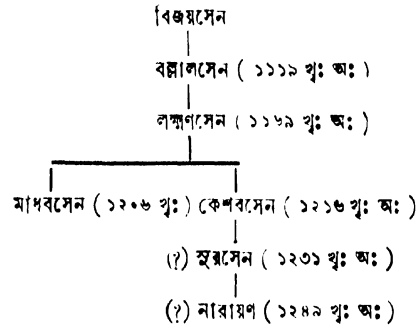 বিজয়সেন
বল্লালসেন ( ১১১৯ খৃঃ অঃ )
লক্ষ্মণসেন ( ১১৬৯ খৃঃ অঃ )
মাধবসেন ( ১২০৬ খৃঃ ) কেশবসেন ( ১২১৬ খৃঃ অঃ )
(?) সুরসেন ( ১২৩১ খৃঃ অঃ )
(?) নারায়ণ ( ১২৪৯ খৃঃ অঃ )